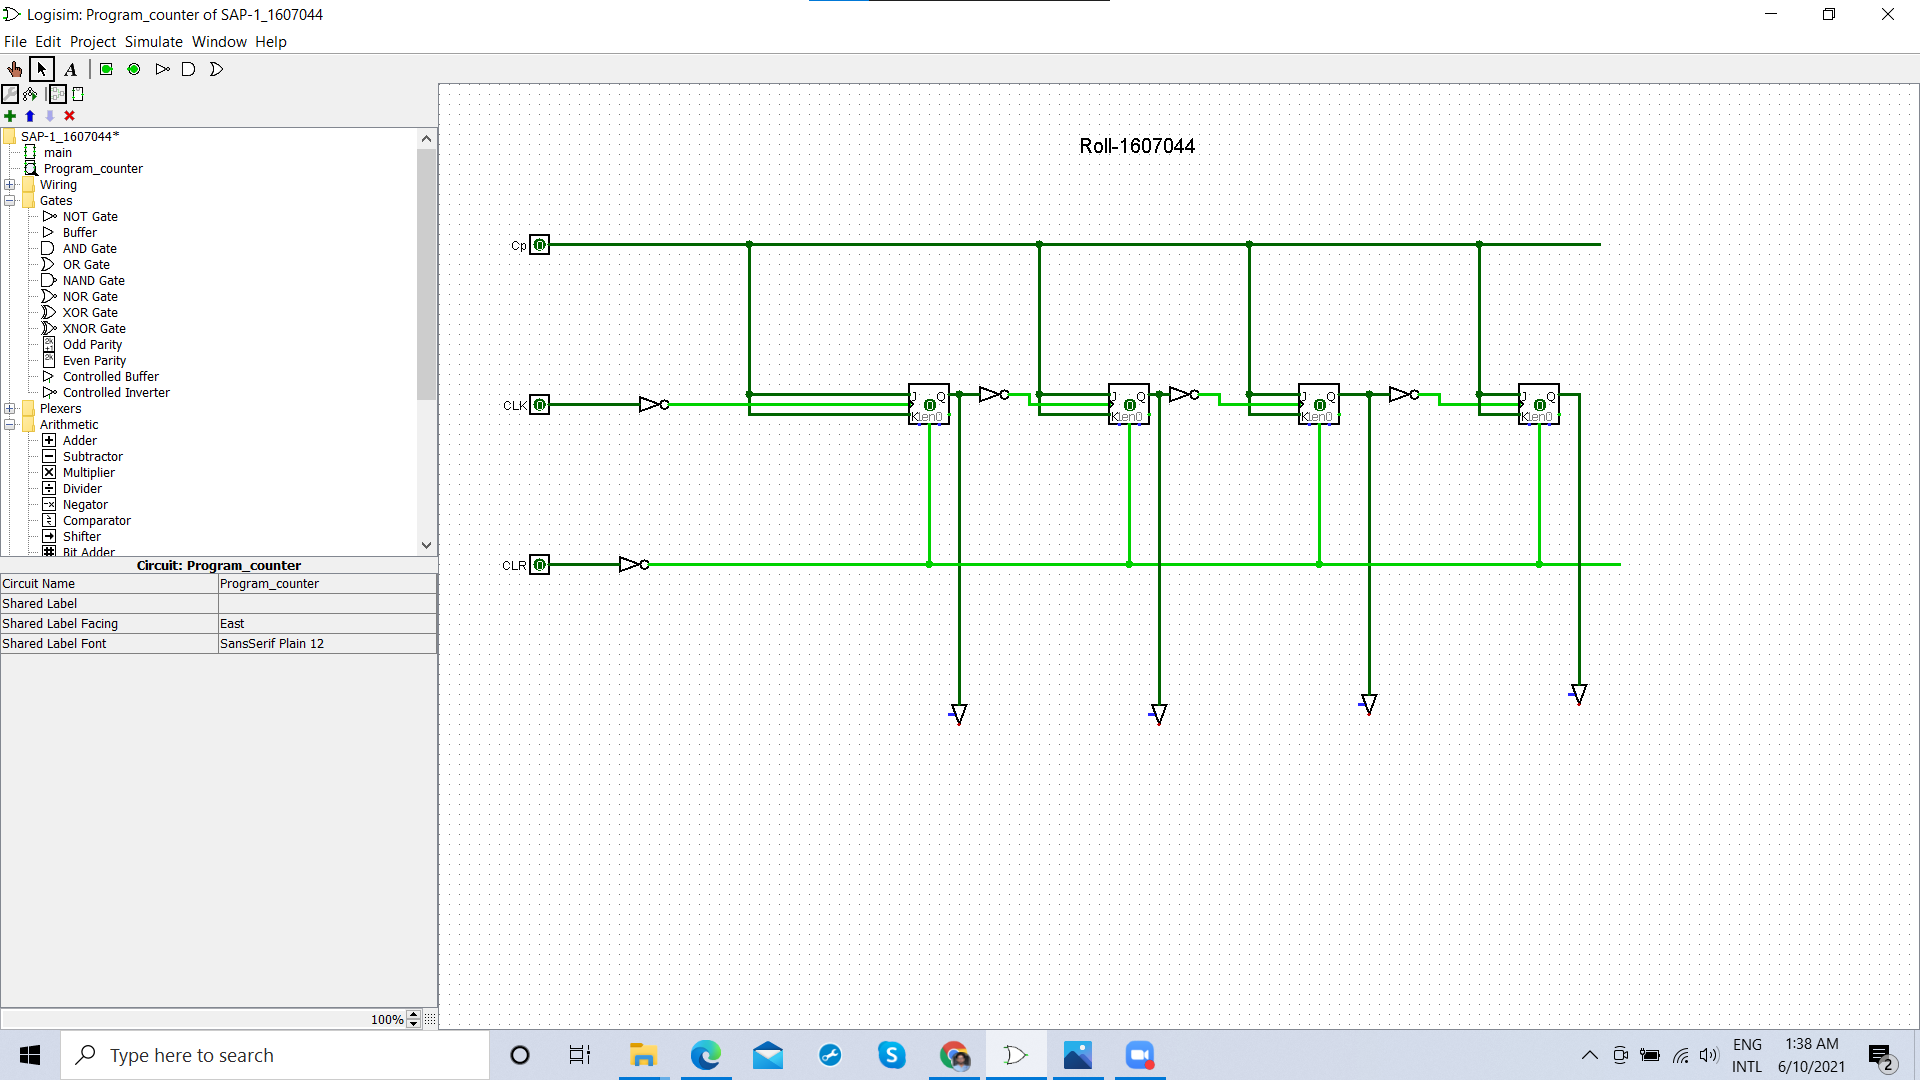 Logisim: Program_counter of SAP-1_1607044
File Edit Project Simulate Window Help
A
SAP-1_1607044*
main
Program_counter
Wiring
Gates
NOT Gate
Buffer
AND Gate
OR Gate
NAND Gate
NOR Gate
XOR Gate
XNOR Gate
Odd Parity
Even Parity
Controlled Buffer
Controlled Inverter
Plexers
Arithmetic
Adder
Subtractor
Multiplier
Divider
Negator
Comparator
Shifter
Bit Adder
Circuit: Program_counter
Circuit Name Program_counter
Shared Label
Shared Label Facing East
Shared Label Font SansSerif Plain 12
100%
Roll-1607044
Cp 0
CLK 0
J Q J Q J Q J Q
0 0 0 0
K en 0 K en 0 K en 0 K en 0
CLR 0
Type here to search
ENG
INTL
1:38 AM
6/10/2021
2